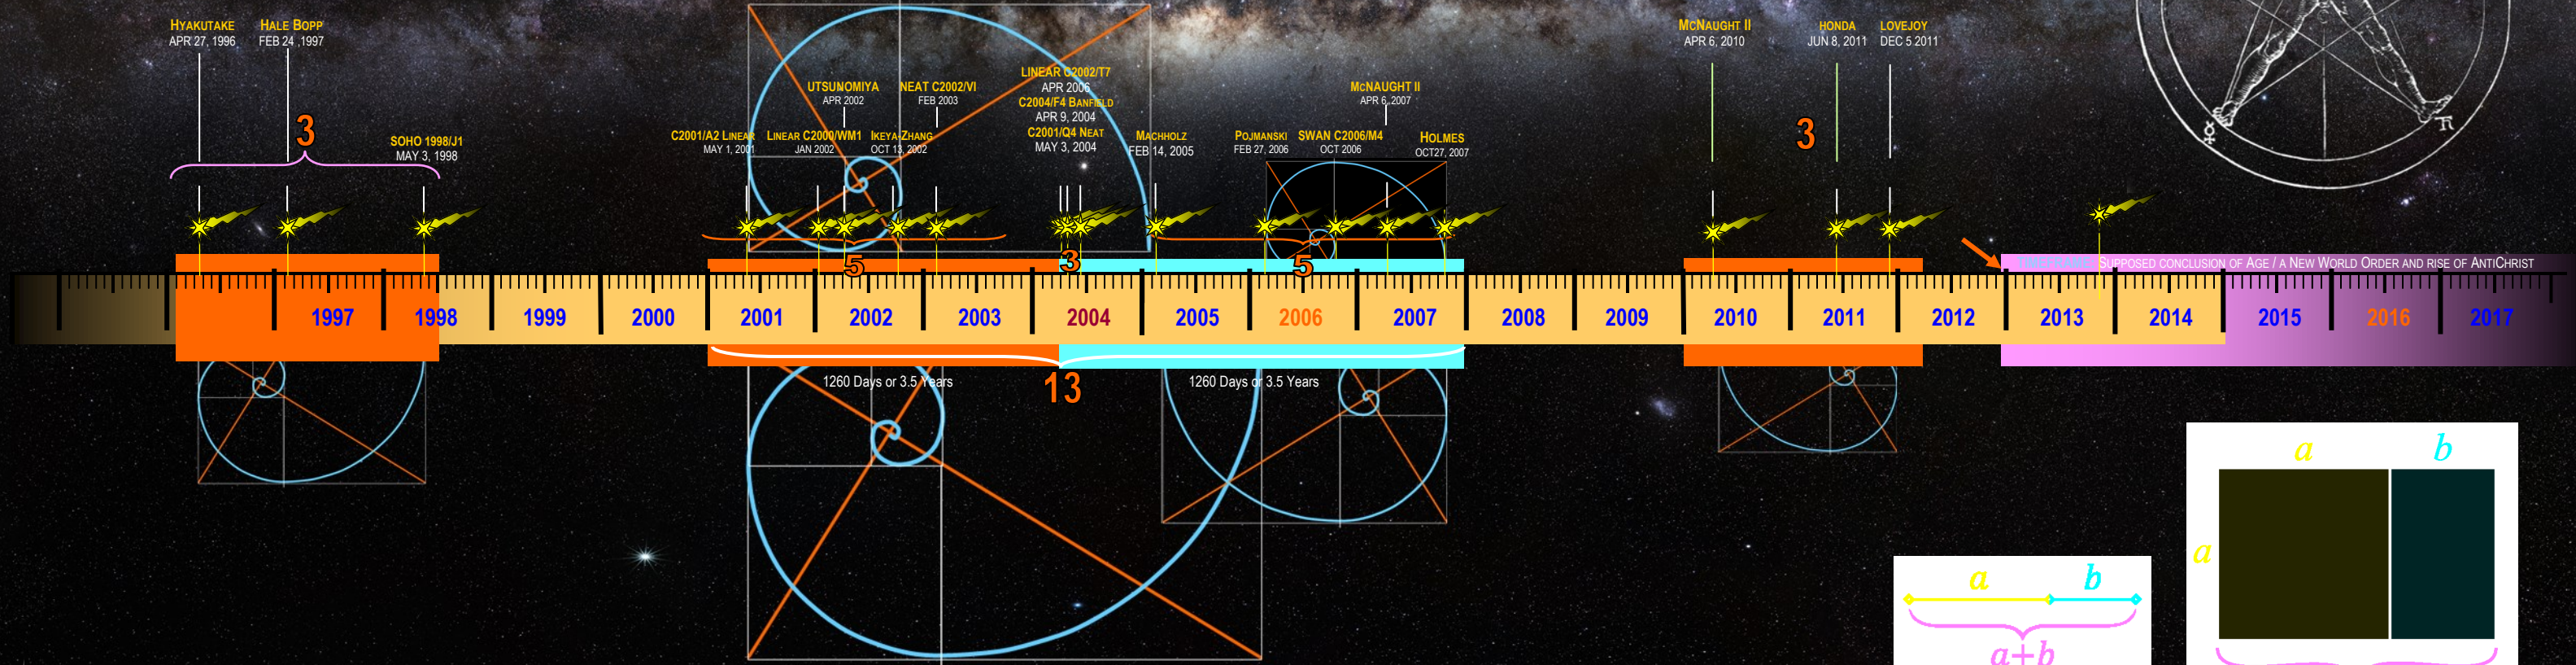 HYAKUTAKE
APR 27, 1996
HALE BOPP
FEB 24 ,1997
3
SOHO 1998/J1
MAY 3, 1998
C2001/A2 LINEAR
MAY 1, 2001
LINEAR C2000/WM1
JAN 2002
UTSUNOMIYA
APR 2002
IKEYA-ZHANG
OCT 13, 2002
NEAT C2002/VI
FEB 2003
LINEAR C2002/T7
APR 2006
C2004/F4 BANFIELD
APR 9, 2004
C2001/Q4 NEAT
MAY 3, 2004
MACHHOLZ
FEB 14, 2005
POJMANSKI
FEB 27, 2006
SWAN C2006/M4
OCT 2006
MCNAUGHT II
APR 6, 2007
HOLMES
OCT27, 2007
MCNAUGHT II
APR 6, 2010
3
HONDA
JUN 8, 2011
LOVEJOY
DEC 5 2011
☿
5
3
5
TIMEFRAME: SUPPOSED CONCLUSION OF AGE / A NEW WORLD ORDER AND RISE OF ANTICHRIST
1997
1998
1999
2000
2001
2002
2003
2004
2005
2006
2007
2008
2009
2010
2011
2012
2013
2014
2015
2016
2017
1260 Days or 3.5 Years
13
1260 Days or 3.5 Years
a
b
a
a
b
a+b